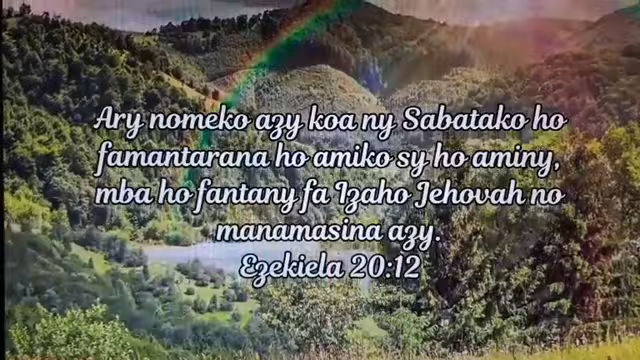 Ary nomeko azy koa ny Sabatako ho
famantarana ho amiko sy ho aminy,
mba ho fantany fa Izaho Jehovah no
manamasina azy.
Ezekiela 20:12